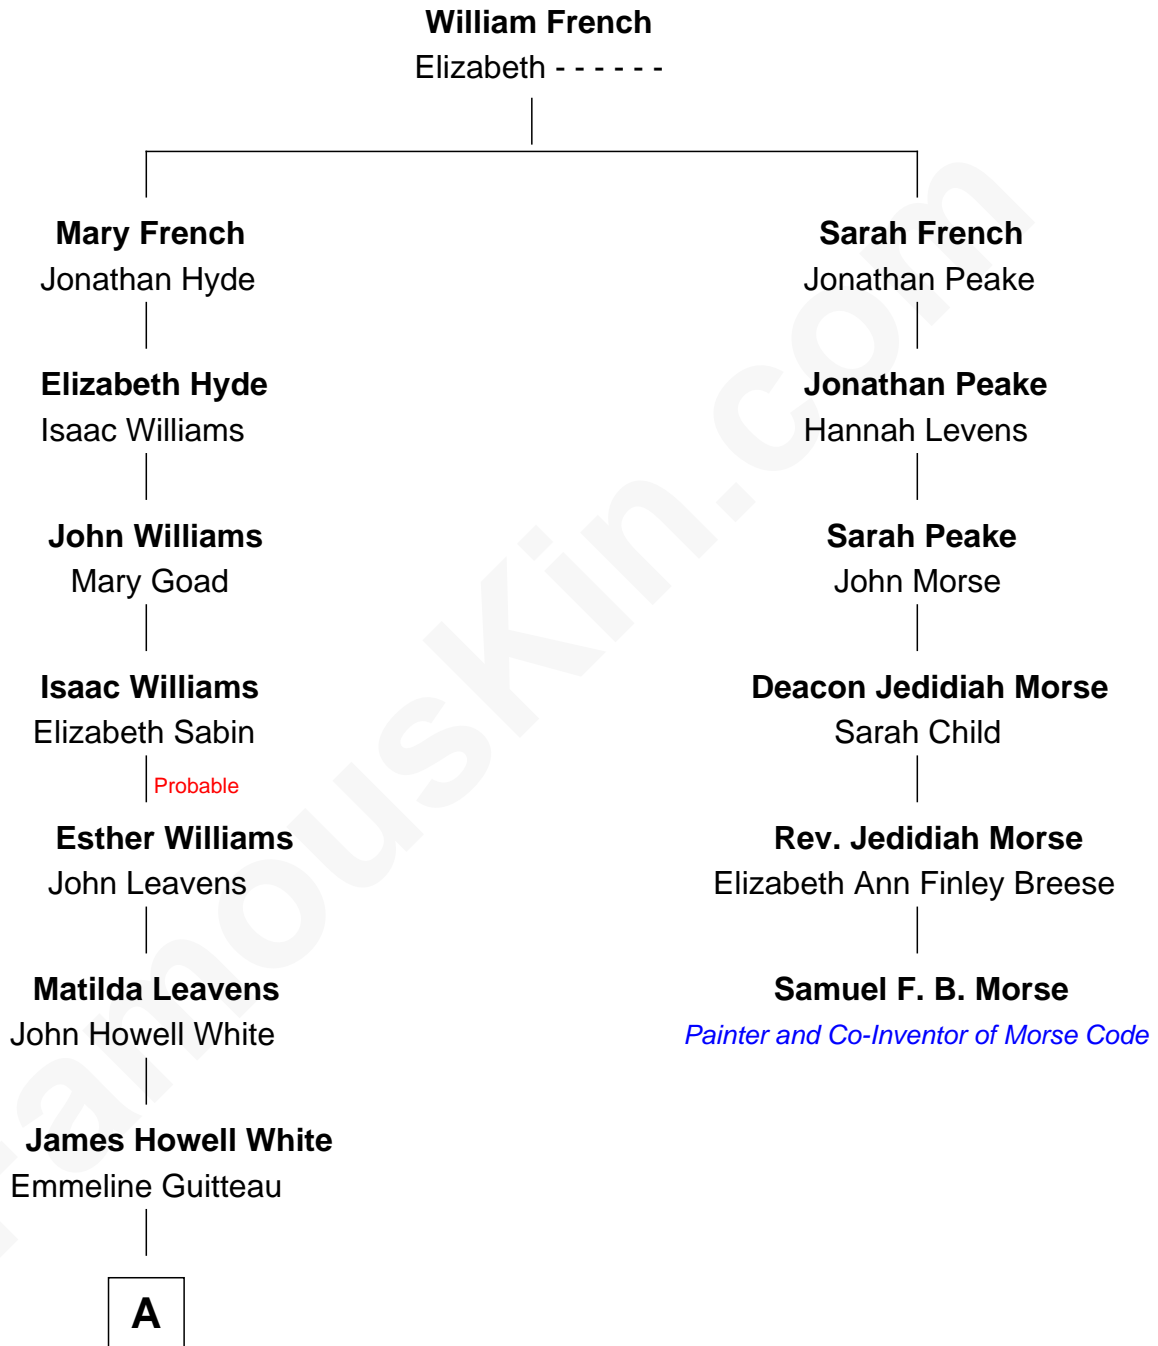 William French
Elizabeth - - - - - -
Mary French
Jonathan Hyde
Sarah French
Jonathan Peake
Elizabeth Hyde
Isaac Williams
Jonathan Peake
Hannah Levens
John Williams
Mary Goad
Sarah Peake
John Morse
Isaac Williams
Elizabeth Sabin
Deacon Jedidiah Morse
Sarah Child
Probable
Esther Williams
John Leavens
Rev. Jedidiah Morse
Elizabeth Ann Finley Breese
Matilda Leavens
John Howell White
Samuel F. B. Morse
Painter and Co-Inventor of Morse Code
James Howell White
Emmeline Guitteau
A
FamousKin.com